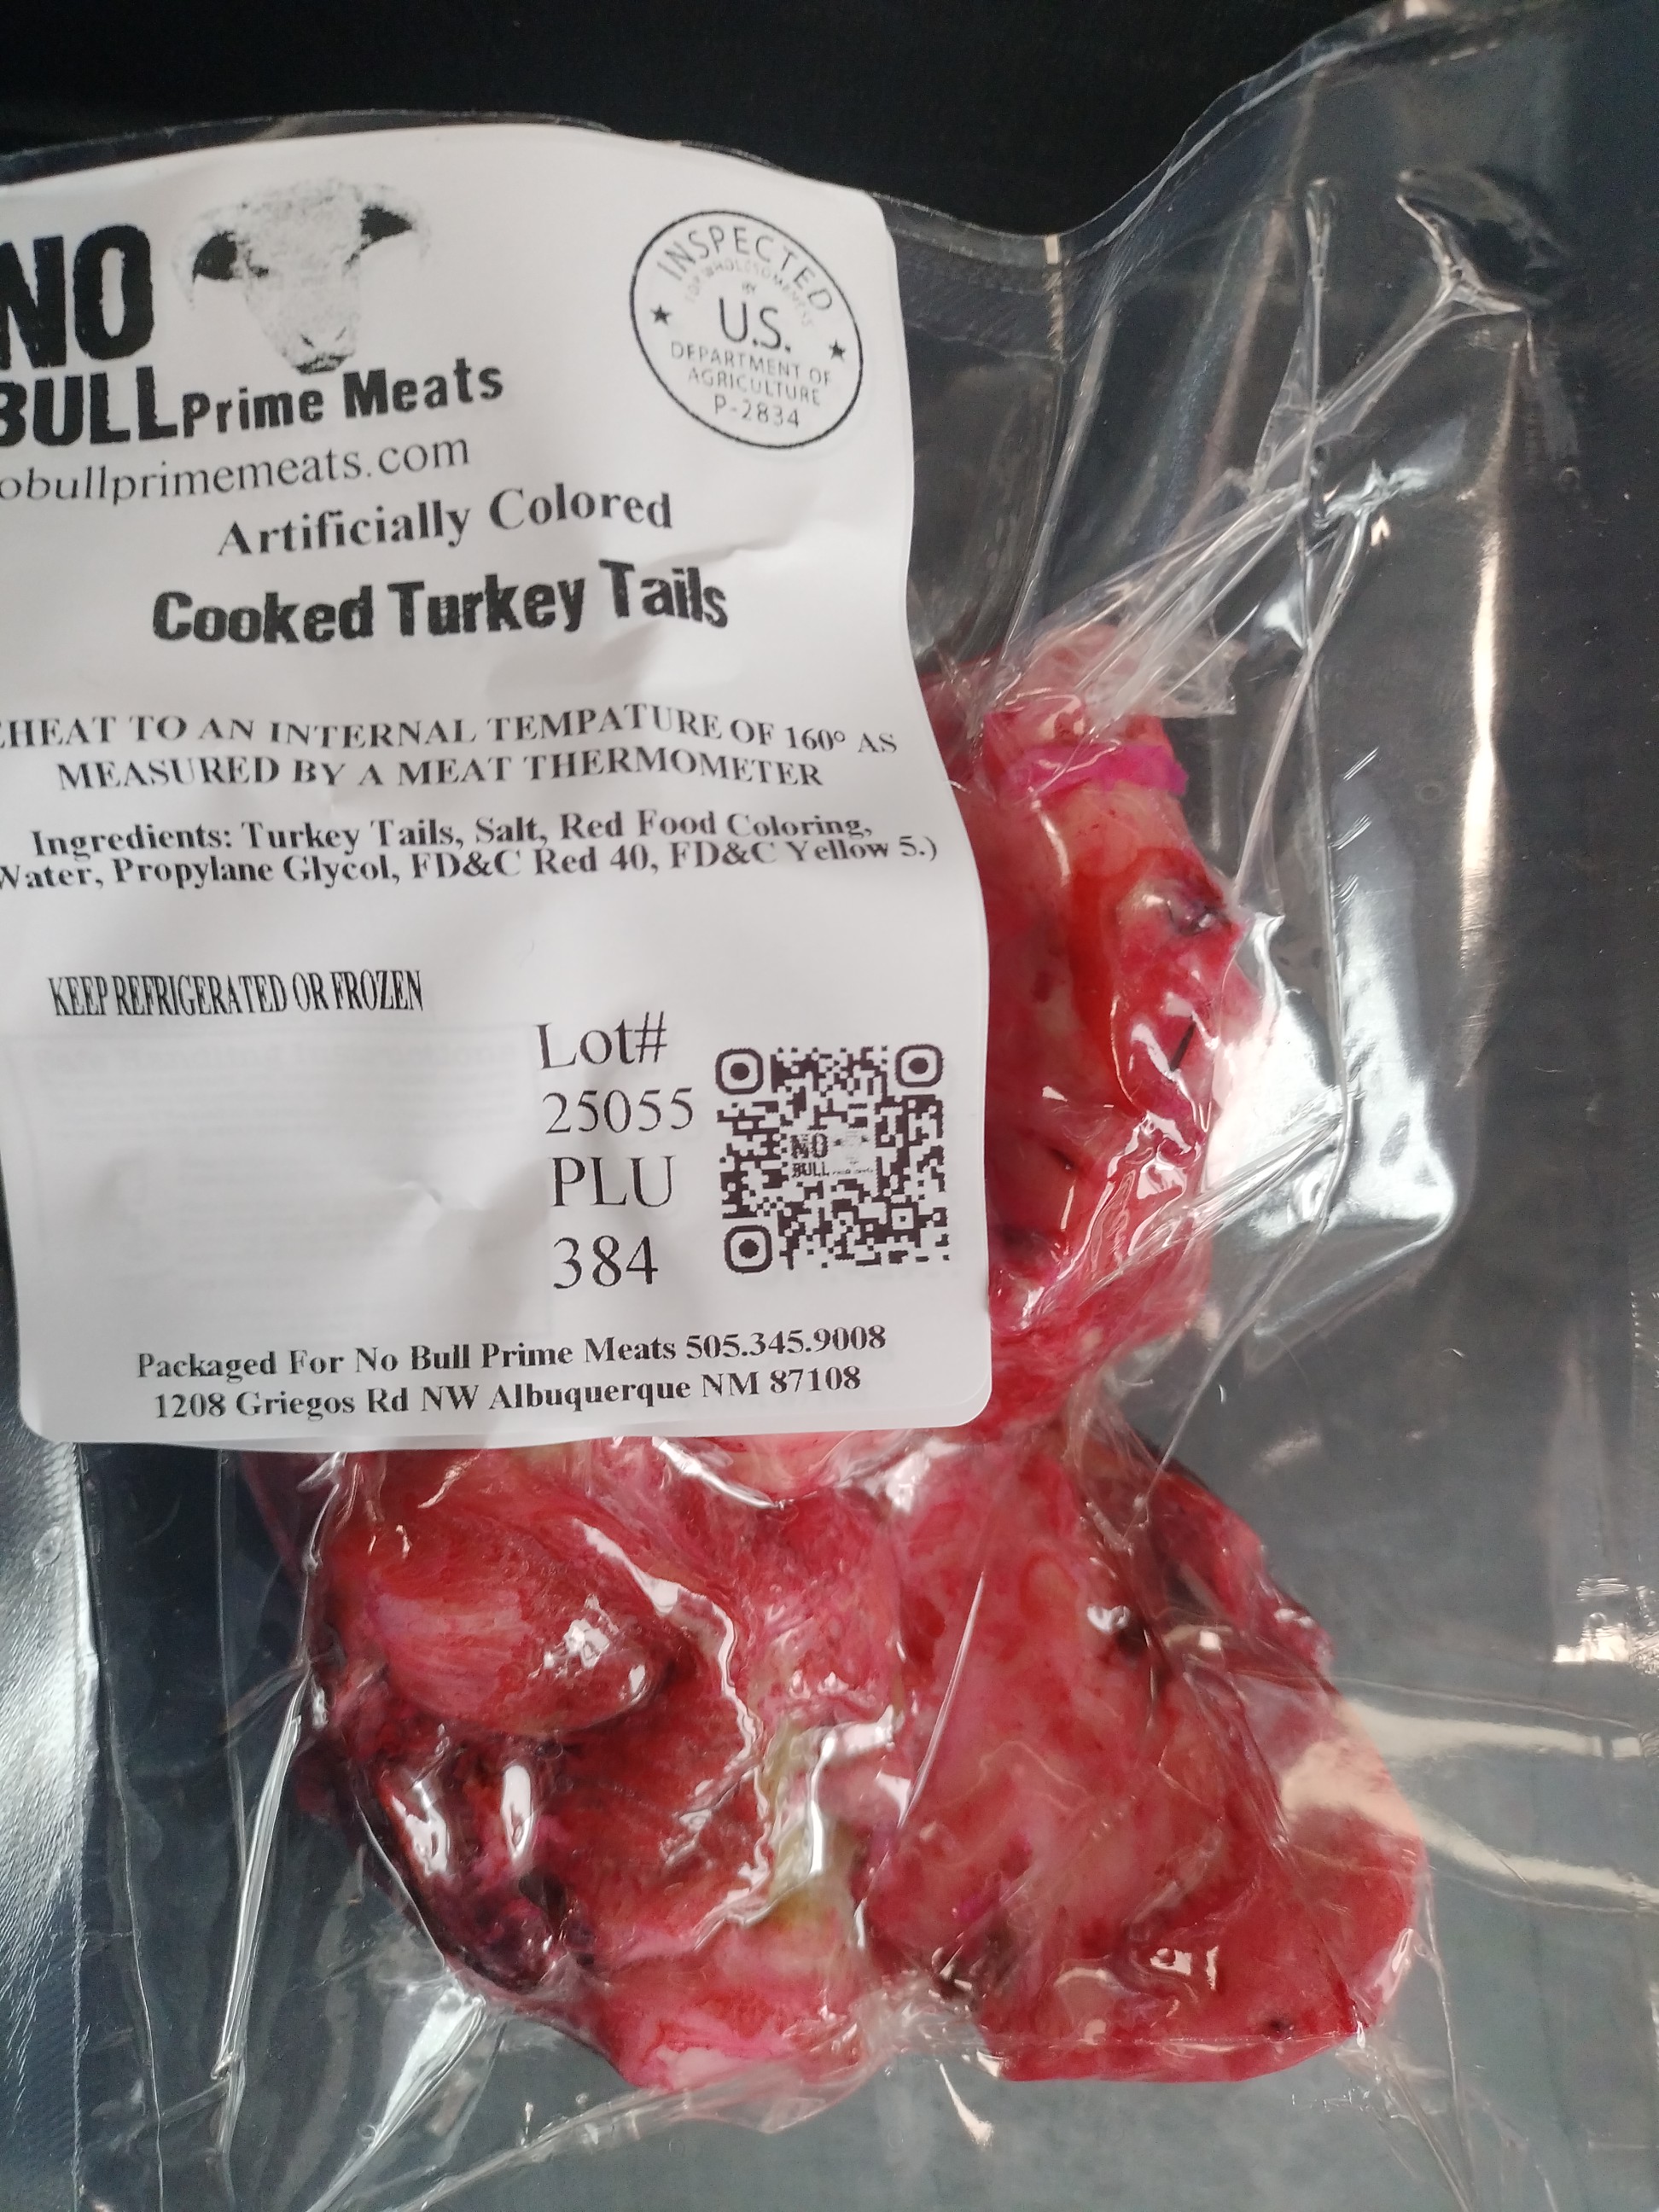 NO
BULL Prime Meats
obullprimemeats.com
INSPECTED
FOR WHOLESOMENESS
BY
U.S.
DEPARTMENT OF
AGRICULTURE
P-2834
Artificially Colored
Cooked Turkey Tails
EHEAT TO AN INTERNAL TEMPATURE OF 160° AS
MEASURED BY A MEAT THERMOMETER
Ingredients: Turkey Tails, Salt, Red Food Coloring,
Water, Propylane Glycol, FD&C Red 40, FD&C Yellow 5.)
KEEP REFRIGERATED OR FROZEN
Lot#
25055
PLU
384
NO
BULL
Packaged For No Bull Prime Meats 505.345.9008
1208 Griegos Rd NW Albuquerque NM 87108